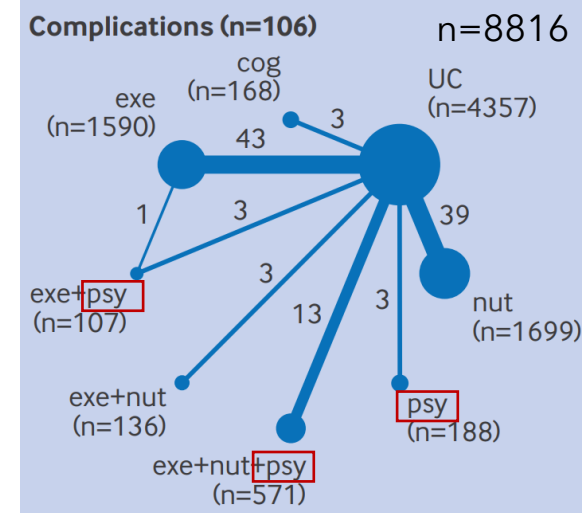 Complications (n=106)
n=8816
cog
(n=168)
exe
(n=1590)
UC
(n=4357)
3
43
39
1
3
3
13
3
exe+psy
(n=107)
nut
(n=1699)
exe+nut
(n=136)
psy
(n=188)
exe+nut+psy
(n=571)